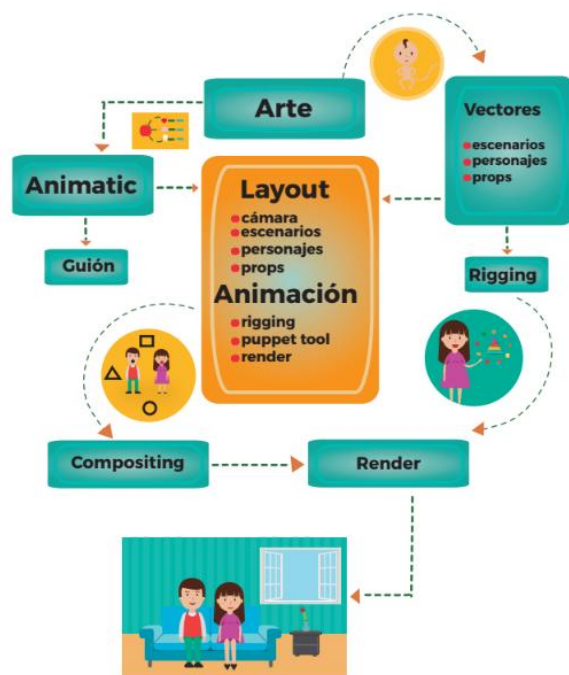 Arte
Vectores
escenarios
personajes
props
Animatic
Layout
cámara
escenarios
personajes
props
Animación
rigging
puppet tool
render
Guión
Rigging
Compositing
Render